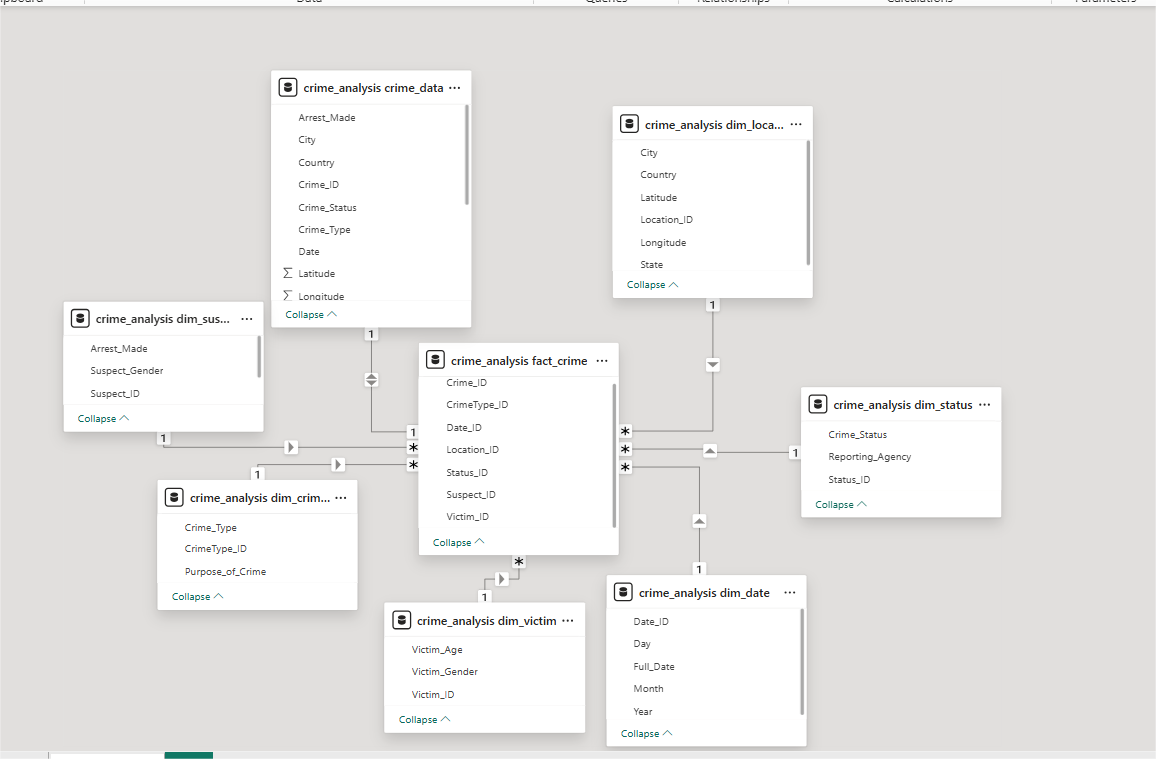 Data
Queries
Relationships
Calculations
Parameters
crime_analysis crime_data ...
Arrest_Made
City
Country
Crime_ID
Crime_Status
Crime_Type
Date
Σ Latitude
Σ Longitude
Collapse
1
1
crime_analysis dim_loca... ...
City
Country
Latitude
Location_ID
Longitude
State
Collapse
1
*
crime_analysis dim_sus... ...
Arrest_Made
Suspect_Gender
Suspect_ID
Collapse
1
*
crime_analysis fact_crime ...
Crime_ID
CrimeType_ID
Date_ID
Location_ID
Status_ID
Suspect_ID
Victim_ID
Collapse
*
crime_analysis dim_status ...
Crime_Status
Reporting_Agency
Status_ID
Collapse
1
*
crime_analysis dim_crim... ...
Crime_Type
CrimeType_ID
Purpose_of_Crime
Collapse
1
*
crime_analysis dim_victim ...
Victim_Age
Victim_Gender
Victim_ID
Collapse
1
crime_analysis dim_date ...
Date_ID
Day
Full_Date
Month
Year
Collapse
1
*